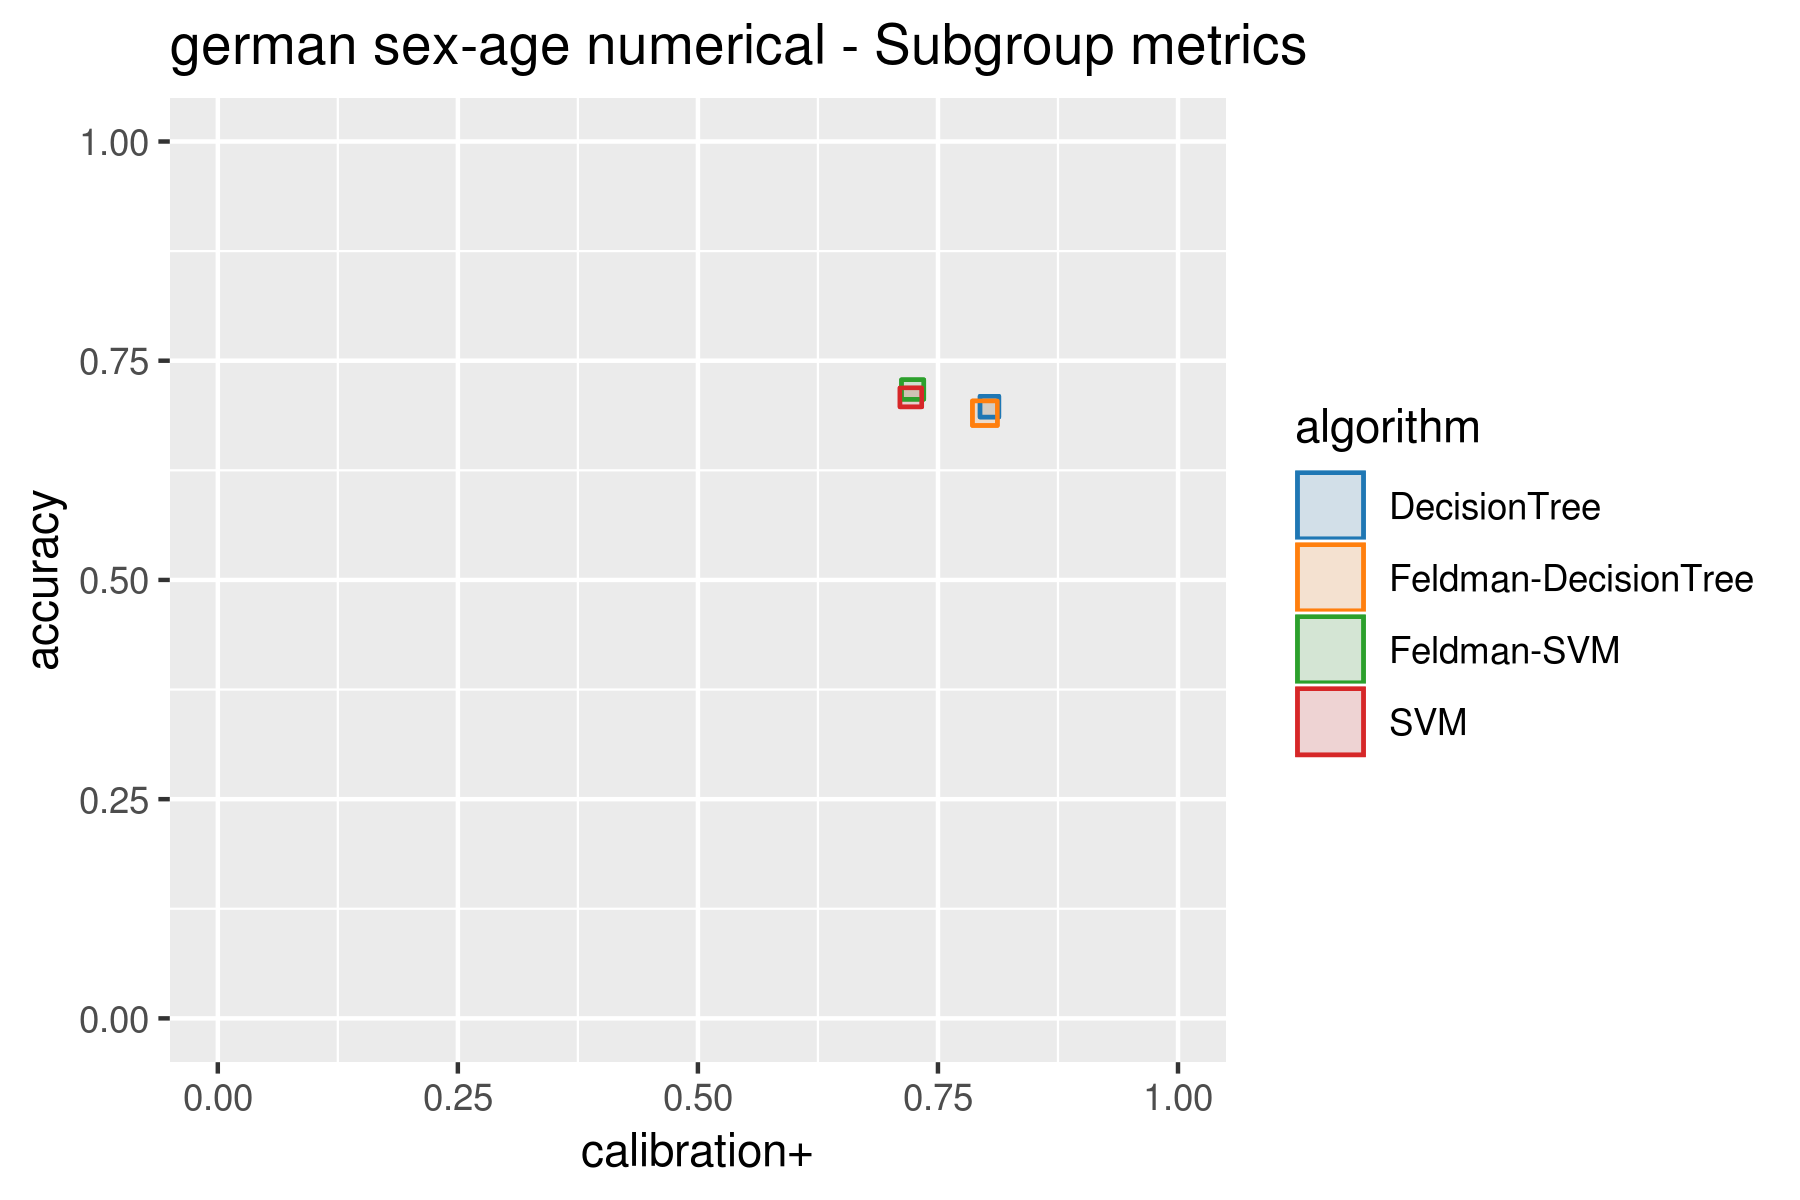 german sex-age numerical - Subgroup metrics
1.00
0.75
0.50
0.25
0.00
accuracy
0.00 0.25 0.50 0.75 1.00
calibration+
algorithm
DecisionTree
Feldman-DecisionTree
Feldman-SVM
SVM